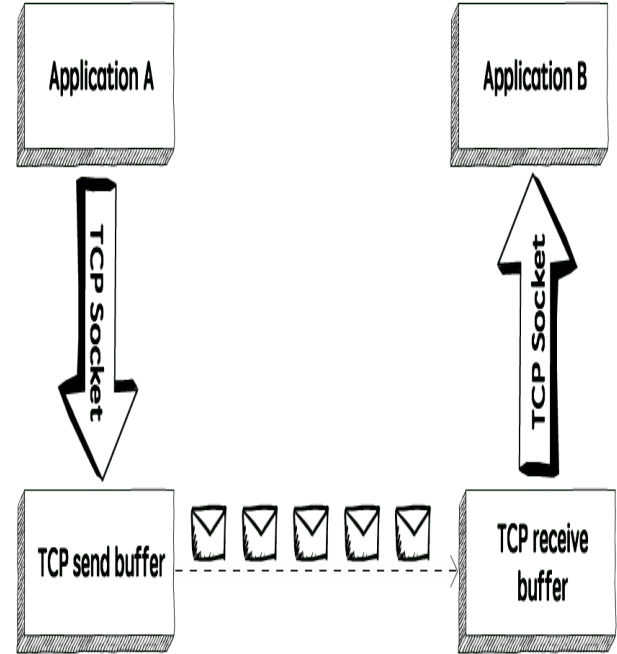 Application A
Application B
TCP Socket
TCP Socket
TCP send buffer
TCP receive
buffer